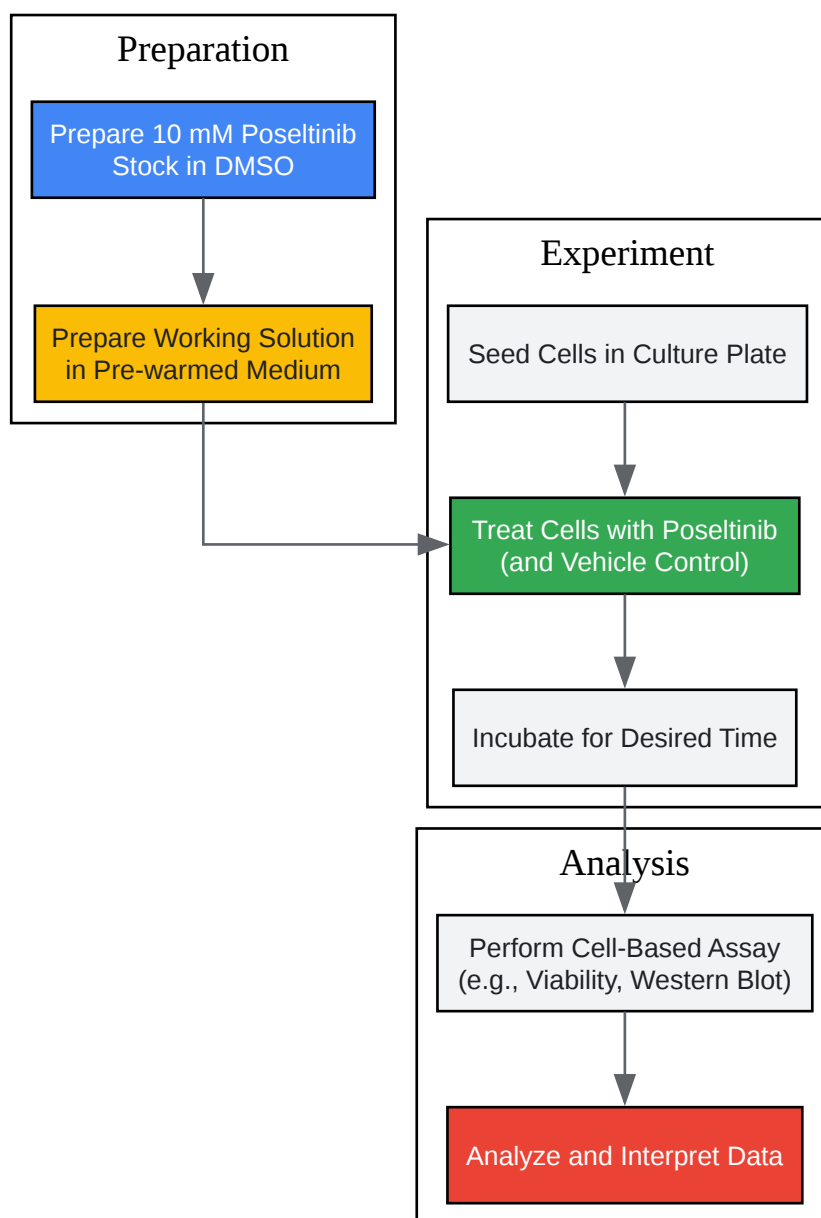 Preparation
Prepare 10 mM Poseltinib
Stock in DMSO
Prepare Working Solution
in Pre-warmed Medium
Experiment
Seed Cells in Culture Plate
Treat Cells with Poseltinib
(and Vehicle Control)
Incubate for Desired Time
Analysis
Perform Cell-Based Assay
(e.g., Viability, Western Blot)
Analyze and Interpret Data